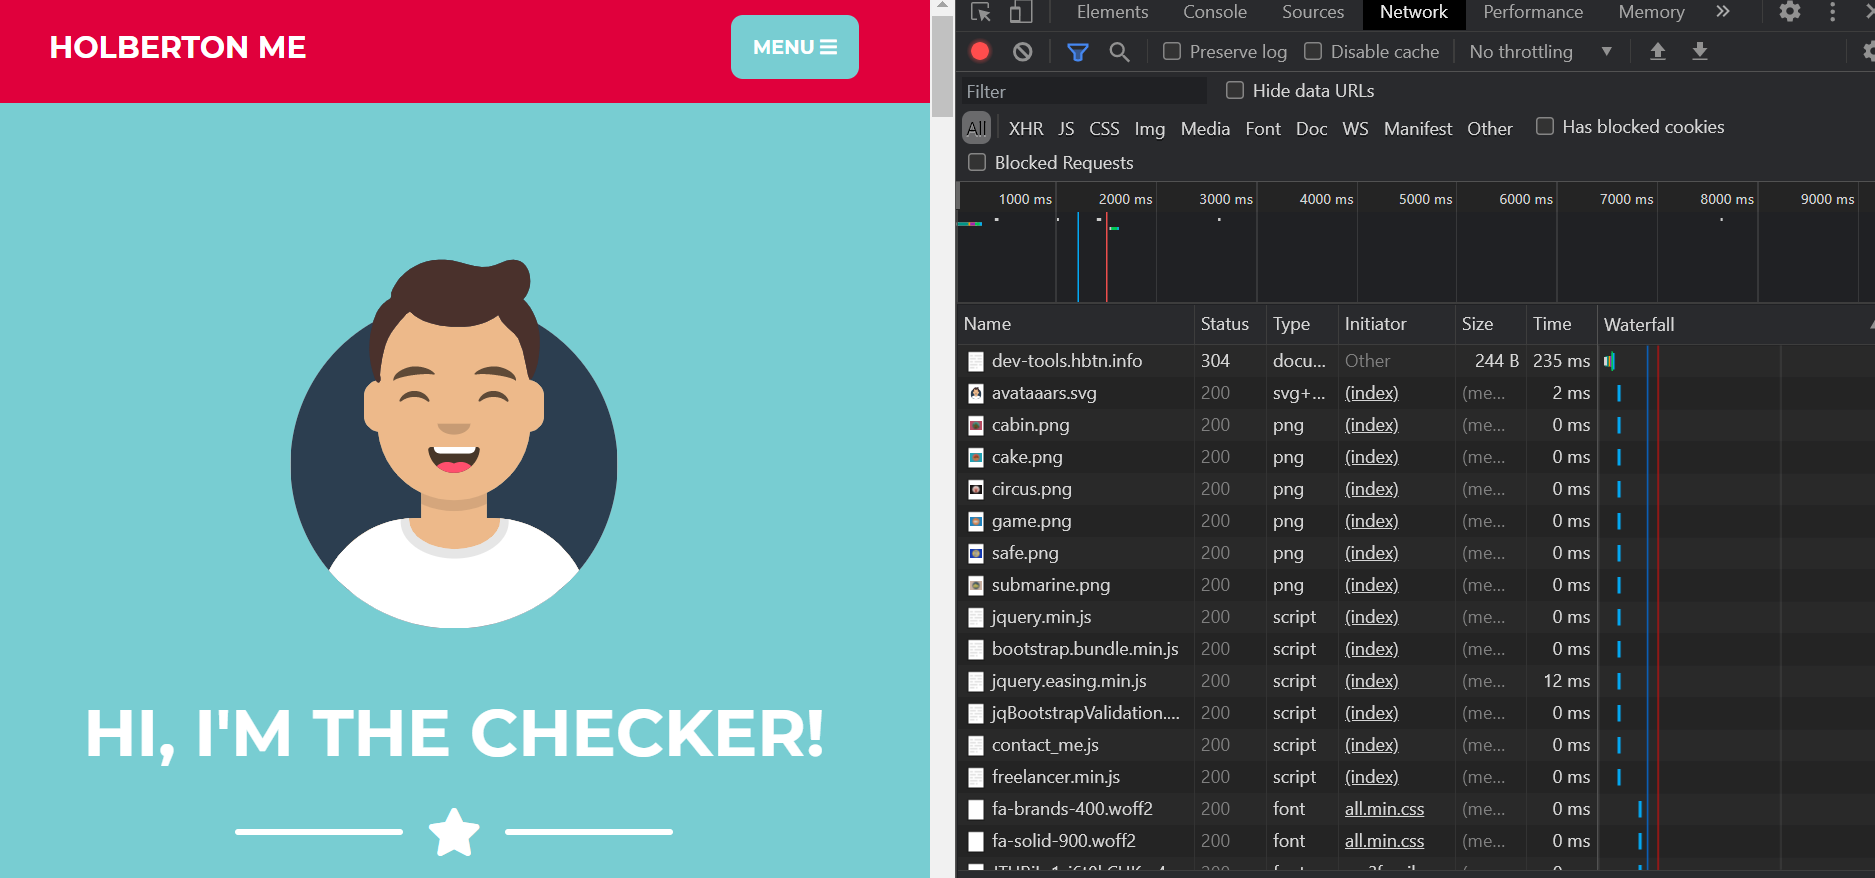 HOLBERTON ME
MENU
HI, I'M THE CHECKER!
Elements Console Sources Network Performance Memory
Preserve log Disable cache No throttling
Filter Hide data URLs
All XHR JS CSS Img Media Font Doc WS Manifest Other Has blocked cookies
Blocked Requests
1000 ms 2000 ms 3000 ms 4000 ms 5000 ms 6000 ms 7000 ms 8000 ms 9000 ms
Name Status Type Initiator Size Time Waterfall
dev-tools.hbtn.info 304 docu... Other 244 B 235 ms
avataaars.svg 200 svg+... (index) (me... 2 ms
cabin.png 200 png (index) (me... 0 ms
cake.png 200 png (index) (me... 0 ms
circus.png 200 png (index) (me... 0 ms
game.png 200 png (index) (me... 0 ms
safe.png 200 png (index) (me... 0 ms
submarine.png 200 png (index) (me... 0 ms
jquery.min.js 200 script (index) (me... 0 ms
bootstrap.bundle.min.js 200 script (index) (me... 0 ms
jquery.easing.min.js 200 script (index) (me... 12 ms
jqBootstrapValidation.... 200 script (index) (me... 0 ms
contact_me.js 200 script (index) (me... 0 ms
freelancer.min.js 200 script (index) (me... 0 ms
fa-brands-400.woff2 200 font all.min.css (me... 0 ms
fa-solid-900.woff2 200 font all.min.css (me... 0 ms